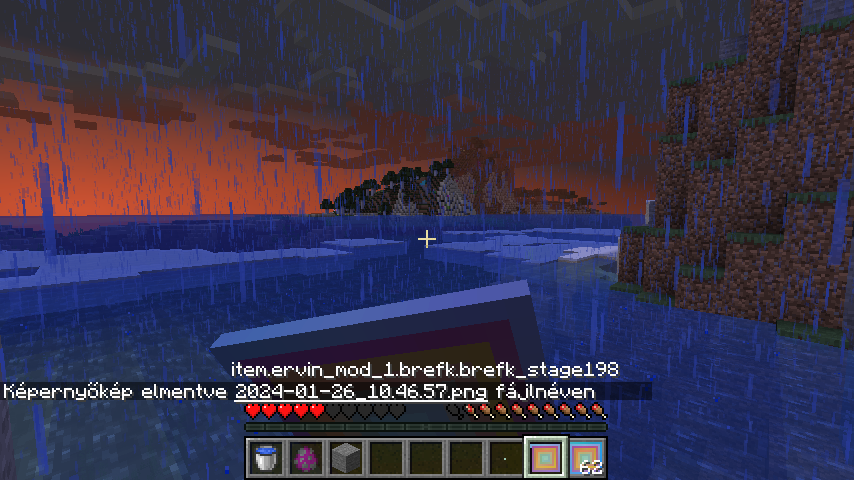 item.ervin_mod_1.brefk.brefk_stage198
Képernyőkép elmentve 2024-01-26_10.46.57.png fájlnéven
62